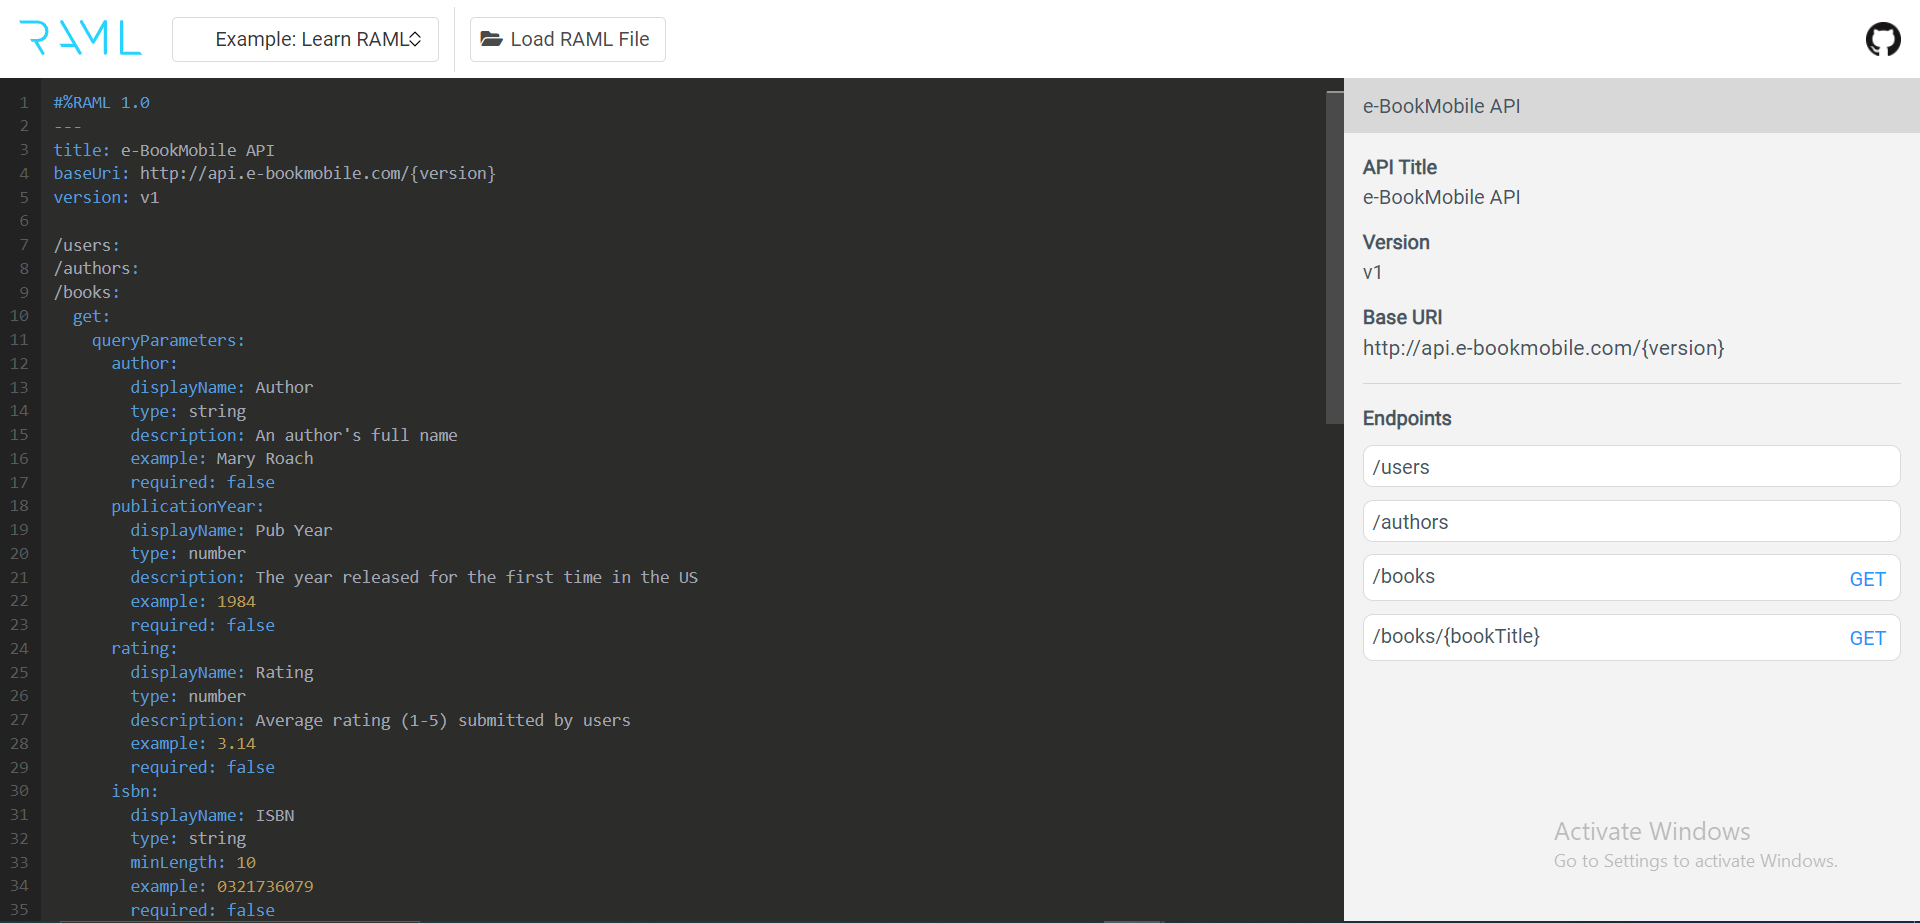 RAML
Example: Learn RAML
Load RAML File
1 #%RAML 1.0
2 ---
3 title: e-BookMobile API
4 baseUri: http://api.e-bookmobile.com/{version}
5 version: v1
6
7 /users:
8 /authors:
9 /books:
10   get:
11     queryParameters:
12       author:
13         displayName: Author
14         type: string
15         description: An author's full name
16         example: Mary Roach
17         required: false
18       publicationYear:
19         displayName: Pub Year
20         type: number
21         description: The year released for the first time in the US
22         example: 1984
23         required: false
24       rating:
25         displayName: Rating
26         type: number
27         description: Average rating (1-5) submitted by users
28         example: 3.14
29         required: false
30       isbn:
31         displayName: ISBN
32         type: string
33         minLength: 10
34         example: 0321736079
35         required: false
e-BookMobile API
API Title
e-BookMobile API
Version
v1
Base URI
http://api.e-bookmobile.com/{version}
Endpoints
/users
/authors
/books GET
/books/{bookTitle} GET
Activate Windows
Go to Settings to activate Windows.